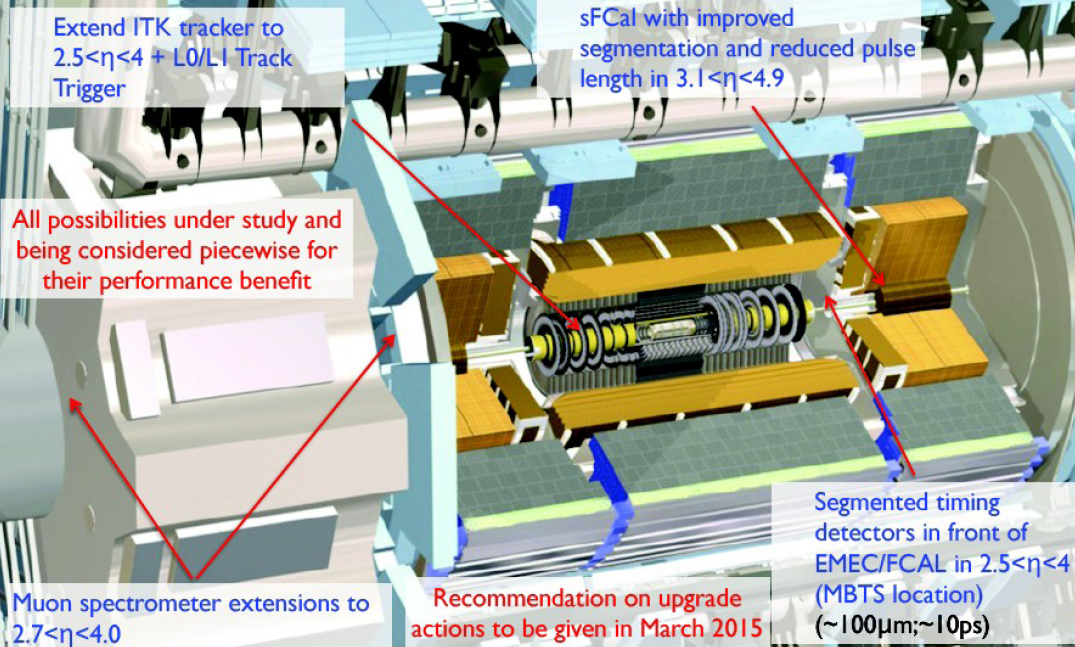 Extend ITK tracker to
2.5<η<4 + L0/L1 Track
Trigger
sFCal with improved
segmentation and reduced pulse
length in 3.1<η<4.9
All possibilities under study and
being considered piecewise for
their performance benefit
Muon spectrometer extensions to
2.7<η<4.0
Recommendation on upgrade
actions to be given in March 2015
Segmented timing
detectors in front of
EMEC/FCAL in 2.5<η<4
(MBTS location)
(~100μm;~10ps)